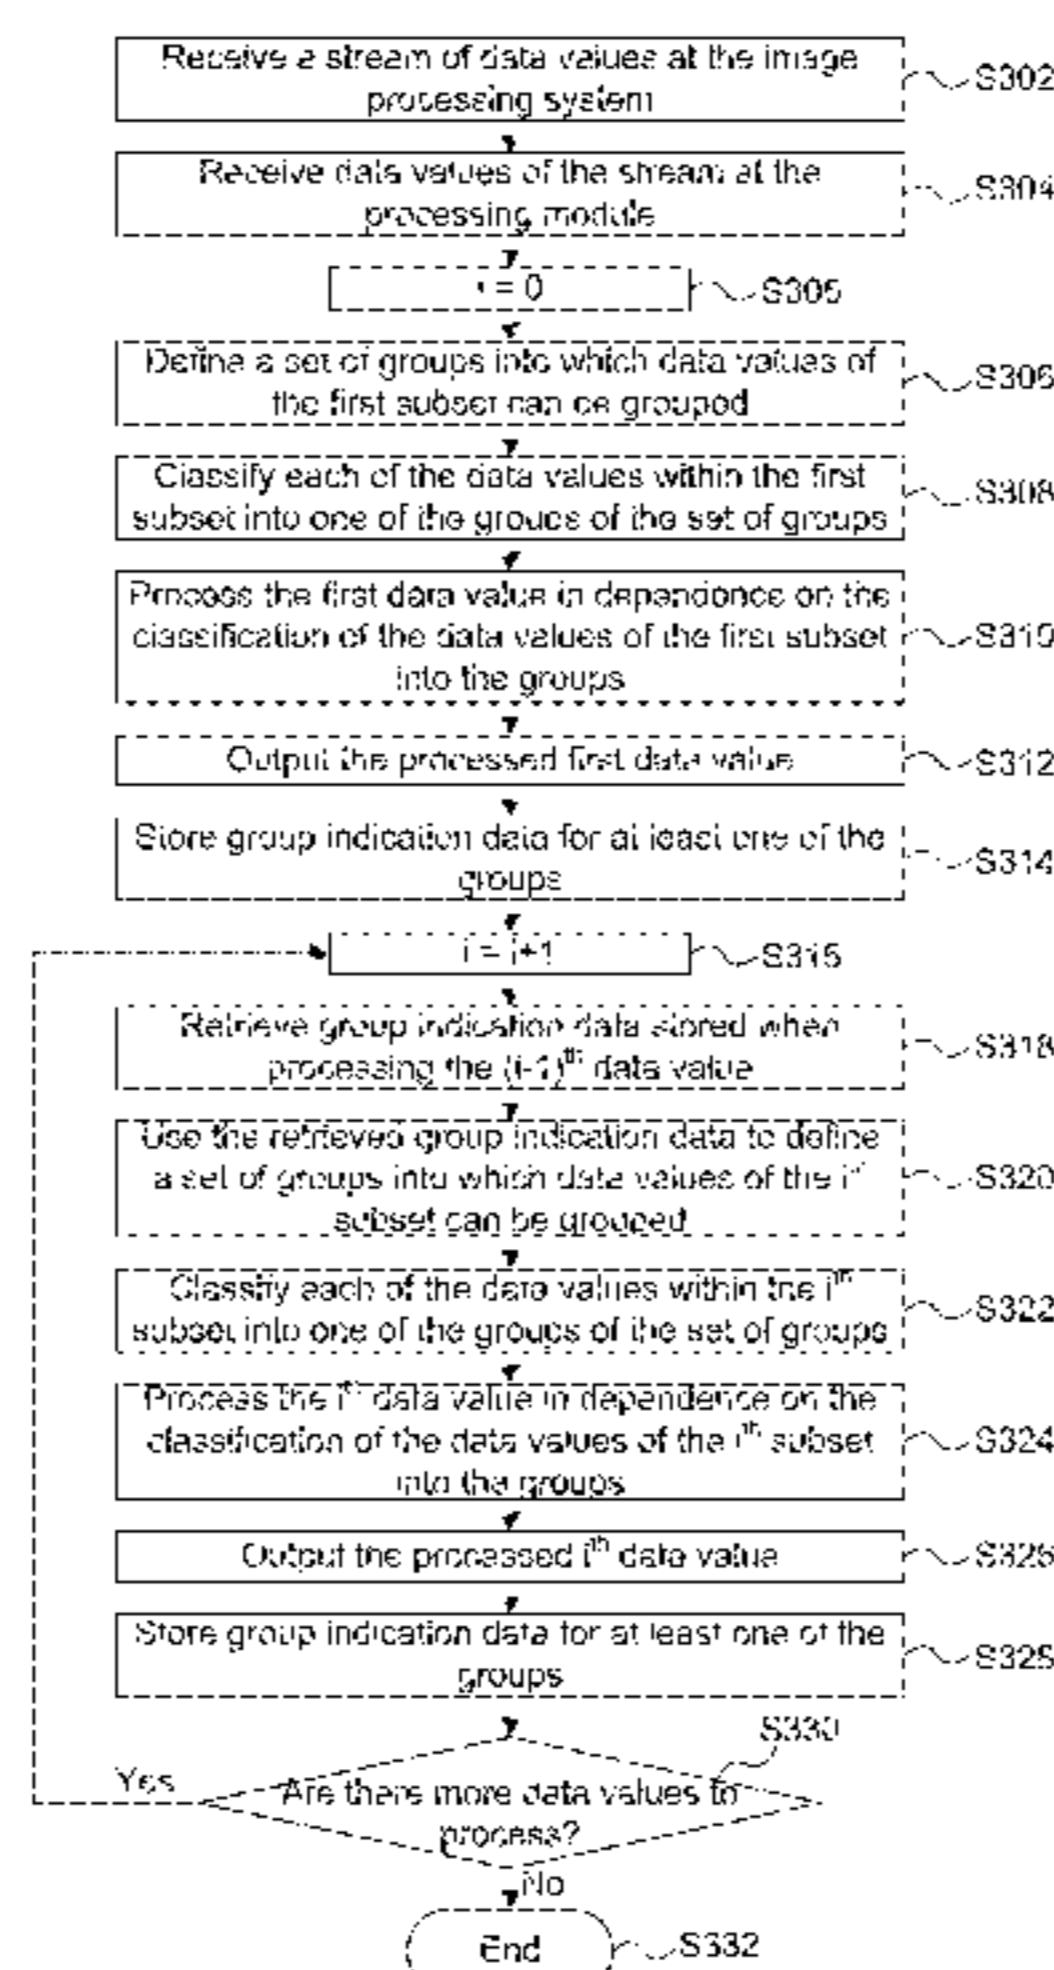 Receive a stream of data values at the image
processing system
S302
Receive data values of the stream at the
processing module
S304
i = 0
S305
Define a set of groups into which data values of
the first subset can be grouped
S306
Classify each of the data values within the first
subset into one of the groups of the set of groups
S308
Process the first data value in dependence on the
classification of the data values of the first subset
into the groups
S310
Output the processed first data value
S312
Store group indication data for at least one of the
groups
S314
i = i+1
S316
Retrieve group indication data stored when
processing the (i-1)th data value
S318
Use the retrieved group indication data to define
a set of groups into which data values of the ith
subset can be grouped
S320
Classify each of the data values within the ith
subset into one of the groups of the set of groups
S322
Process the ith data value in dependence on the
classification of the data values of the ith subset
into the groups
S324
Output the processed ith data value
S326
Store group indication data for at least one of the
groups
S328
S330
Yes
Are there more data values to
process?
No
End
S332